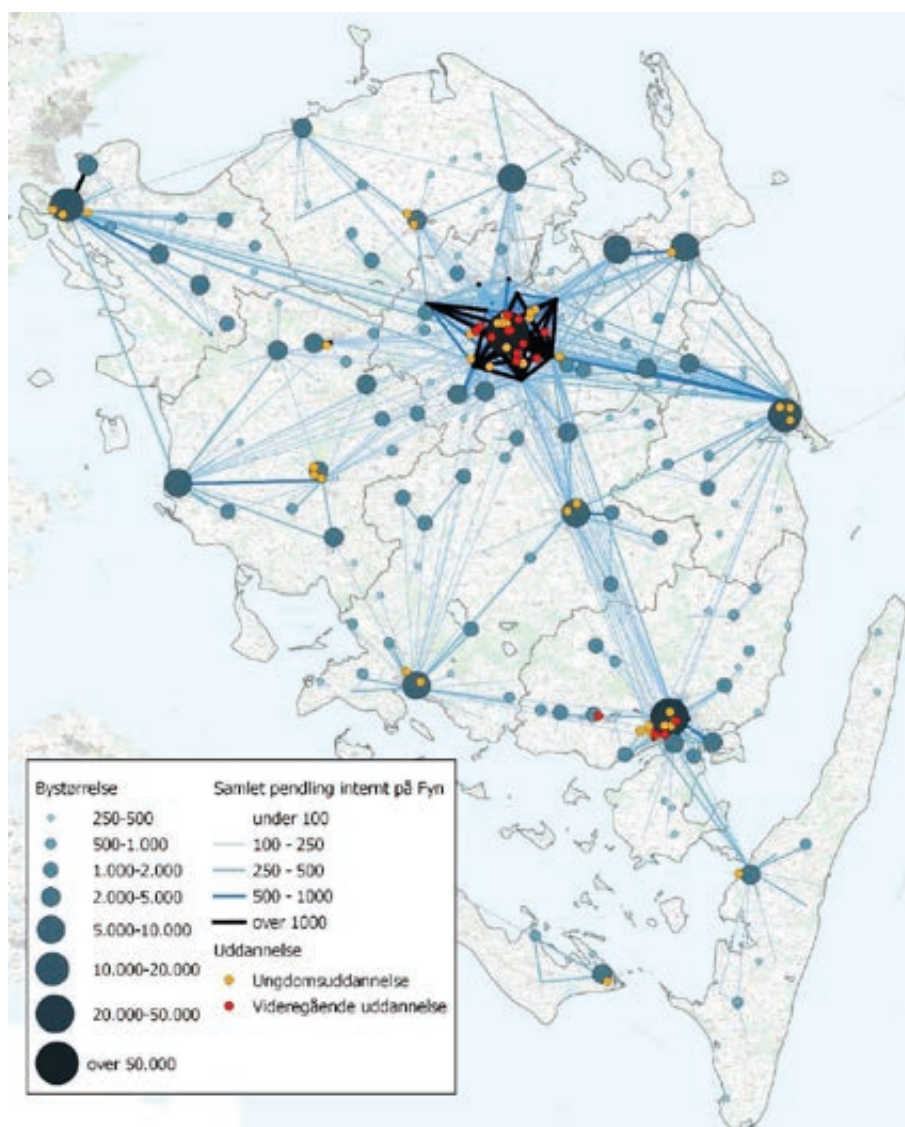 Bystørrelse
250-500
500-1.000
1.000-2.000
2.000-5.000
5.000-10.000
10.000-20.000
20.000-50.000
over 50.000
Samlet pendling internt på Fyn
under 100
100 - 250
250 - 500
500 - 1000
over 1000
Uddannelse
Ungdomsuddannelse
Videregående uddannelse